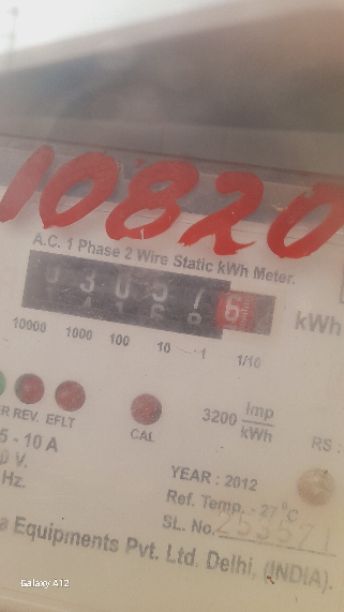 10820
A.C. 1 Phase 2 Wire Static kWh Meter.
kWh
10000 1000 100 10 1 1/10
REV. EFLT
CAL
3200 Imp/kWh
5 - 10 A
RS :
V.
Hz.
YEAR : 2012
Ref. Temp. - 27 °C
SL. No.
a Equipments Pvt. Ltd. Delhi, (INDIA).
Galaxy A12